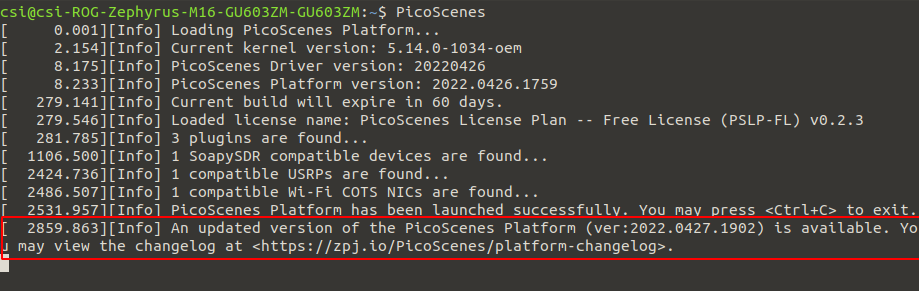 csi@csi-ROG-Zephyrus-M16-GU603ZM-GU603ZM:~$ PicoScenes
[     0.001][Info] Loading PicoScenes Platform...
[     2.154][Info] Current kernel version: 5.14.0-1034-oem
[     8.175][Info] PicoScenes Driver version: 20220426
[     8.233][Info] PicoScenes Platform version: 2022.0426.1759
[   279.141][Info] Current build will expire in 60 days.
[   279.546][Info] Loaded license name: PicoScenes License Plan -- Free License (PSLP-FL) v0.2.3
[   281.785][Info] 3 plugins are found...
[  1106.500][Info] 1 SoapySDR compatible devices are found...
[  2424.736][Info] 1 compatible USRPs are found...
[  2486.507][Info] 1 compatible Wi-Fi COTS NICs are found...
[  2531.957][Info] PicoScenes Platform has been launched successfully. You may press <Ctrl+C> to exit.
[  2859.863][Info] An updated version of the PicoScenes Platform (ver:2022.0427.1902) is available. Yo
u may view the changelog at <https://zpj.io/PicoScenes/platform-changelog>.